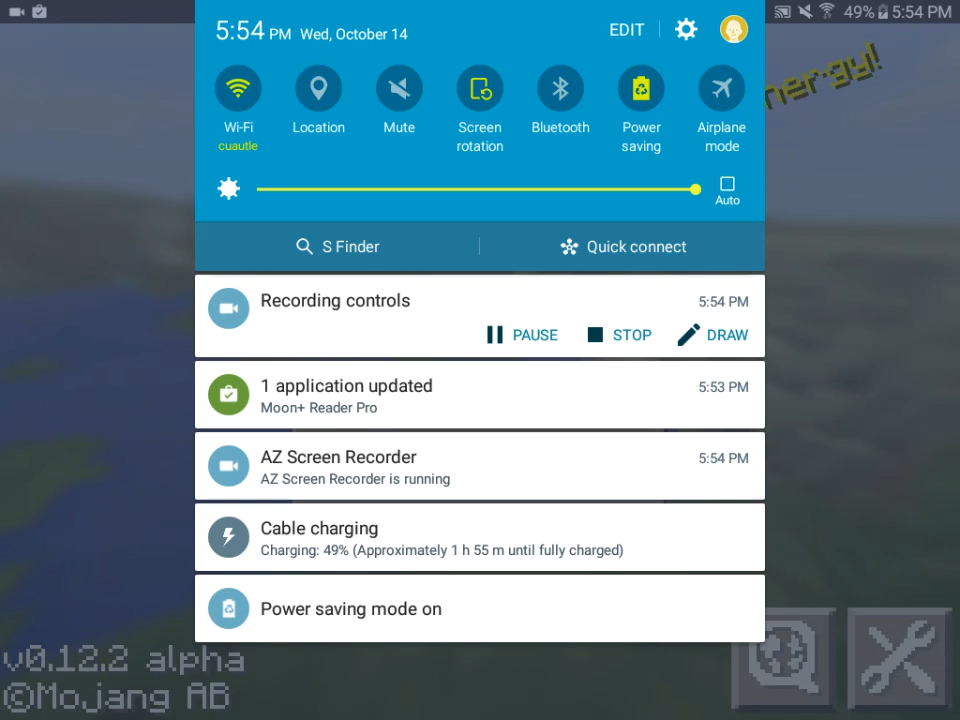 49% 5:54 PM
5:54 PM Wed, October 14
EDIT
nergy!
Wi-Fi
cuautle
Location
Mute
Screen
rotation
Bluetooth
Power
saving
Airplane
mode
Auto
S Finder
Quick connect
Recording controls
5:54 PM
PAUSE
STOP
DRAW
1 application updated
5:53 PM
Moon+ Reader Pro
AZ Screen Recorder
5:54 PM
AZ Screen Recorder is running
Cable charging
Charging: 49% (Approximately 1 h 55 m until fully charged)
Power saving mode on
v0.12.2 alpha
©Mojang AB